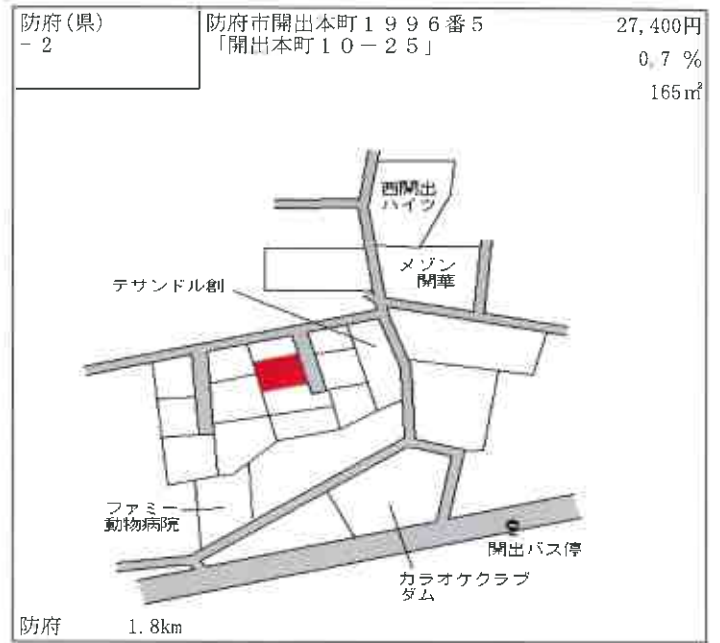 防府(県)
- 2
防府市開出本町１９９６番５
「開出本町１０－２５」
27,400円
0.7 %
165㎡
西開出
ハイツ
メゾン
開華
テサンドル創
ファミー
動物病院
開出バス停
カラオケクラブ
ダム
防府 1.8km